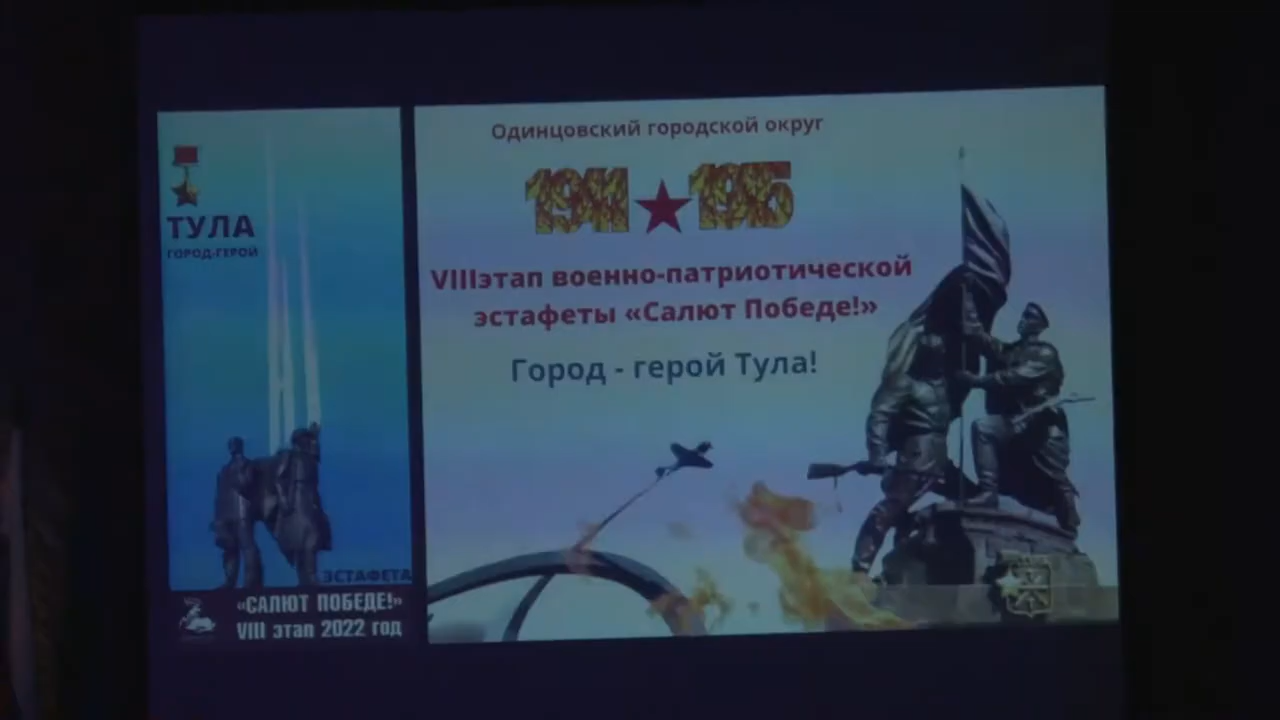 ТУЛА
ГОРОД-ГЕРОЙ
ЭСТАФЕТА
«САЛЮТ ПОБЕДЕ!»
VIII этап 2022 год
Одинцовский городской округ
1941 1945
VIIIэтап военно-патриотической
эстафеты «Салют Победе!»
Город - герой Тула!